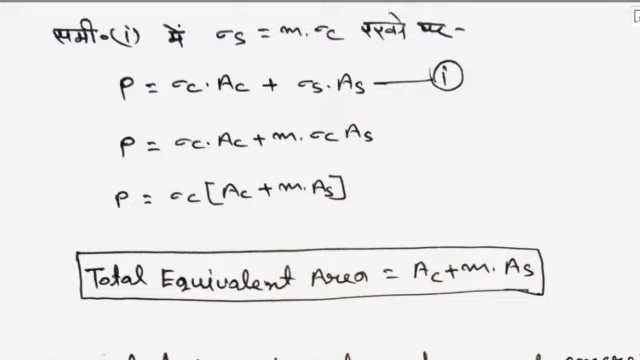 समी०(i) में σs = m.σc रखने पर-
P = σc.Ac + σs.As —— (i)
P = σc.Ac + m.σc As
P = σc [Ac + m.As]
Total Equivalent Area = Ac + m.As